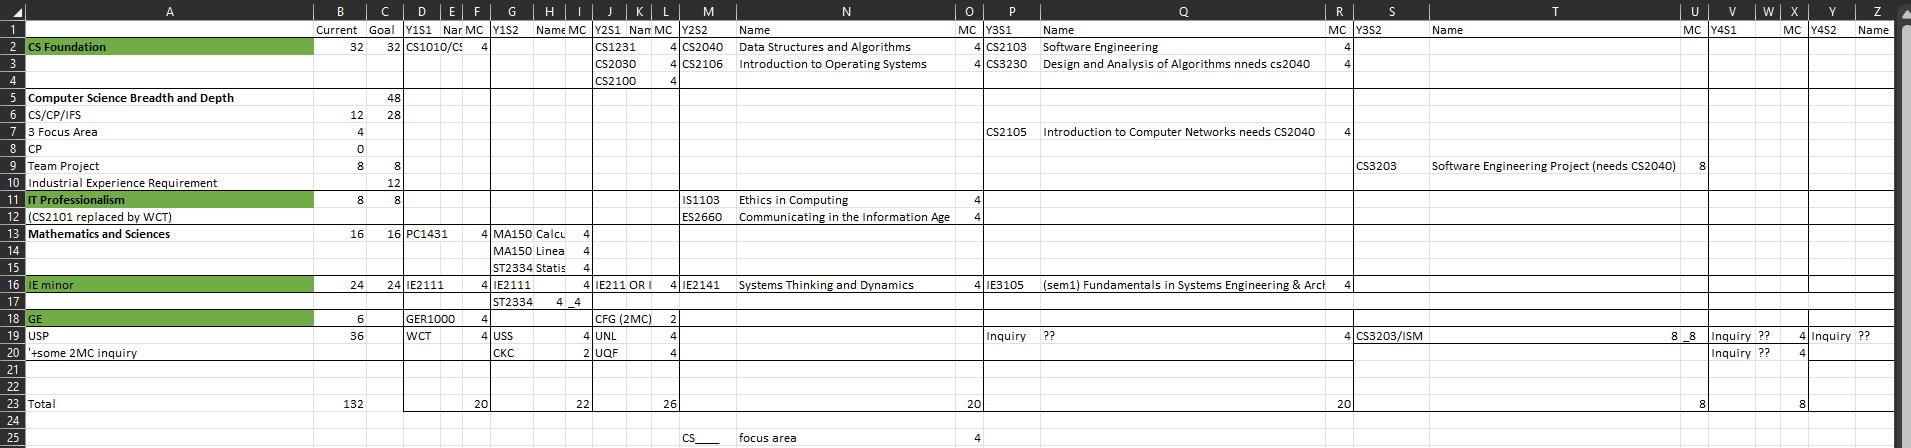 A B C D E F G H I J K L M N O P Q R S T U V W X Y Z
1 Current Goal Y1S1 Nar MC Y1S2 Name MC Y2S1 Nam MC Y2S2 Name MC Y3S1 Name MC Y3S2 Name MC Y4S1 MC Y4S2 Name
2 CS Foundation 32 32 CS1010/CS 4 CS1231 4 CS2040 Data Structures and Algorithms 4 CS2103 Software Engineering 4
3 CS2030 4 CS2106 Introduction to Operating Systems 4 CS3230 Design and Analysis of Algorithms nneds cs2040 4
4 CS2100 4
5 Computer Science Breadth and Depth 48
6 CS/CP/IFS 12 28
7 3 Focus Area 4 CS2105 Introduction to Computer Networks needs CS2040 4
8 CP 0
9 Team Project 8 8 CS3203 Software Engineering Project (needs CS2040) 8
10 Industrial Experience Requirement 12
11 IT Professionalism 8 8 IS1103 Ethics in Computing 4
12 (CS2101 replaced by WCT) ES2660 Communicating in the Information Age 4
13 Mathematics and Sciences 16 16 PC1431 4 MA150 Calcu 4
14 MA150 Linea 4
15 ST2334 Statis 4
16 IE minor 24 24 IE2111 4 IE2111 4 IE211 OR I 4 IE2141 Systems Thinking and Dynamics 4 IE3105 (sem1) Fundamentals in Systems Engineering & Arch 4
17 ST2334 4 _4
18 GE 6 GER1000 4 CFG (2MC) 2
19 USP 36 WCT 4 USS 4 UNL 4 Inquiry ?? 4 CS3203/ISM 8 _8 Inquiry ?? 4 Inquiry ??
20 '+some 2MC inquiry CKC 2 UQF 4 Inquiry ?? 4
21
22
23 Total 132 20 22 26 20 20 8 8
24
25 CS____ focus area 4